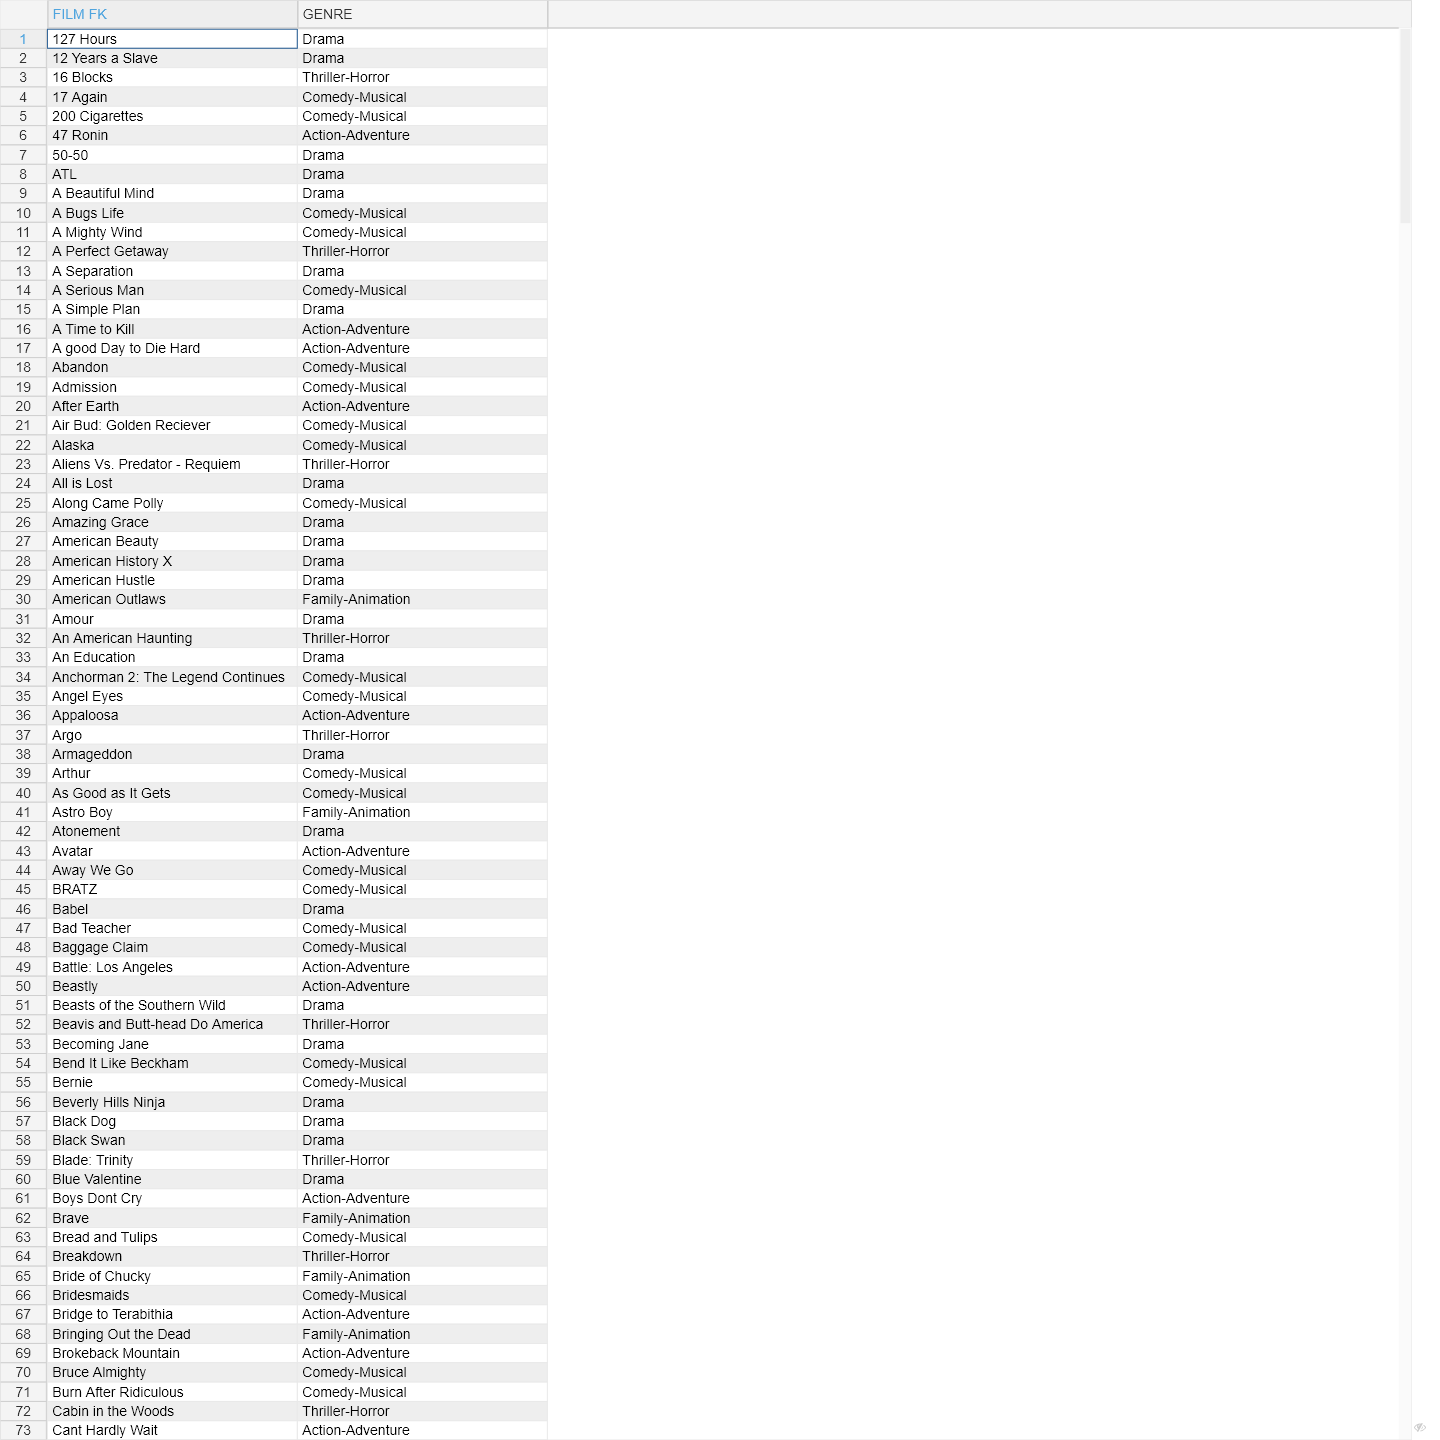 FILM FK GENRE
1 127 Hours Drama
2 12 Years a Slave Drama
3 16 Blocks Thriller-Horror
4 17 Again Comedy-Musical
5 200 Cigarettes Comedy-Musical
6 47 Ronin Action-Adventure
7 50-50 Drama
8 ATL Drama
9 A Beautiful Mind Drama
10 A Bugs Life Comedy-Musical
11 A Mighty Wind Comedy-Musical
12 A Perfect Getaway Thriller-Horror
13 A Separation Drama
14 A Serious Man Comedy-Musical
15 A Simple Plan Drama
16 A Time to Kill Action-Adventure
17 A good Day to Die Hard Action-Adventure
18 Abandon Comedy-Musical
19 Admission Comedy-Musical
20 After Earth Action-Adventure
21 Air Bud: Golden Reciever Comedy-Musical
22 Alaska Comedy-Musical
23 Aliens Vs. Predator - Requiem Thriller-Horror
24 All is Lost Drama
25 Along Came Polly Comedy-Musical
26 Amazing Grace Drama
27 American Beauty Drama
28 American History X Drama
29 American Hustle Drama
30 American Outlaws Family-Animation
31 Amour Drama
32 An American Haunting Thriller-Horror
33 An Education Drama
34 Anchorman 2: The Legend Continues Comedy-Musical
35 Angel Eyes Comedy-Musical
36 Appaloosa Action-Adventure
37 Argo Thriller-Horror
38 Armageddon Drama
39 Arthur Comedy-Musical
40 As Good as It Gets Comedy-Musical
41 Astro Boy Family-Animation
42 Atonement Drama
43 Avatar Action-Adventure
44 Away We Go Comedy-Musical
45 BRATZ Comedy-Musical
46 Babel Drama
47 Bad Teacher Comedy-Musical
48 Baggage Claim Comedy-Musical
49 Battle: Los Angeles Action-Adventure
50 Beastly Action-Adventure
51 Beasts of the Southern Wild Drama
52 Beavis and Butt-head Do America Thriller-Horror
53 Becoming Jane Drama
54 Bend It Like Beckham Comedy-Musical
55 Bernie Comedy-Musical
56 Beverly Hills Ninja Drama
57 Black Dog Drama
58 Black Swan Drama
59 Blade: Trinity Thriller-Horror
60 Blue Valentine Drama
61 Boys Dont Cry Action-Adventure
62 Brave Family-Animation
63 Bread and Tulips Comedy-Musical
64 Breakdown Thriller-Horror
65 Bride of Chucky Family-Animation
66 Bridesmaids Comedy-Musical
67 Bridge to Terabithia Action-Adventure
68 Bringing Out the Dead Family-Animation
69 Brokeback Mountain Action-Adventure
70 Bruce Almighty Comedy-Musical
71 Burn After Ridiculous Comedy-Musical
72 Cabin in the Woods Thriller-Horror
73 Cant Hardly Wait Action-Adventure